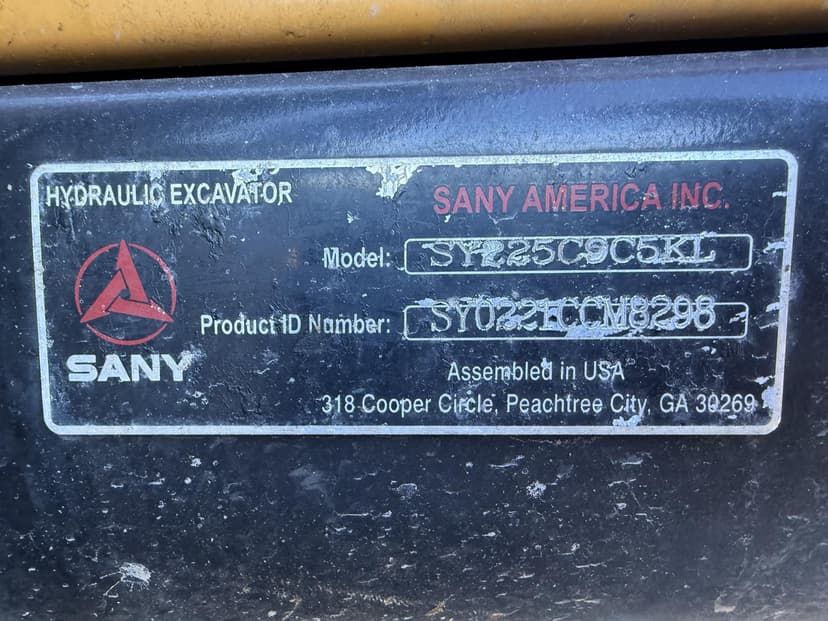 HYDRAULIC EXCAVATOR
SANY AMERICA INC.
Model: SY225C9C5KL
SANY
Product ID Number:
Assembled in USA
318 Cooper Circle, Peachtree City, GA 30269